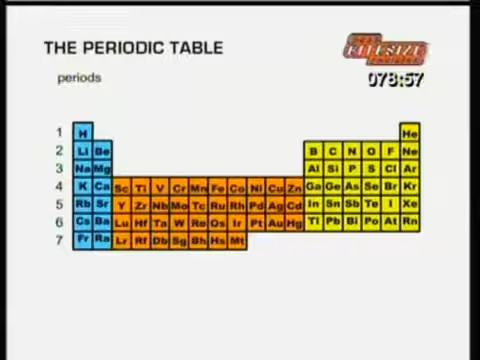 THE PERIODIC TABLE
BITESIZE
078:57
periods
1 H He
2 Li Be B C N O F Ne
3 Na Mg Al Si P S Cl Ar
4 K Ca Sc Ti V Cr Mn Fe Co Ni Cu Zn Ga Ge As Se Br Kr
5 Rb Sr Y Zr Nb Mo Tc Ru Rh Pd Ag Cd In Sn Sb Te I Xe
6 Cs Ba Lu Hf Ta W Re Os Ir Pt Au Hg Tl Pb Bi Po At Rn
7 Fr Ra Lr Rf Db Sg Bh Hs Mt